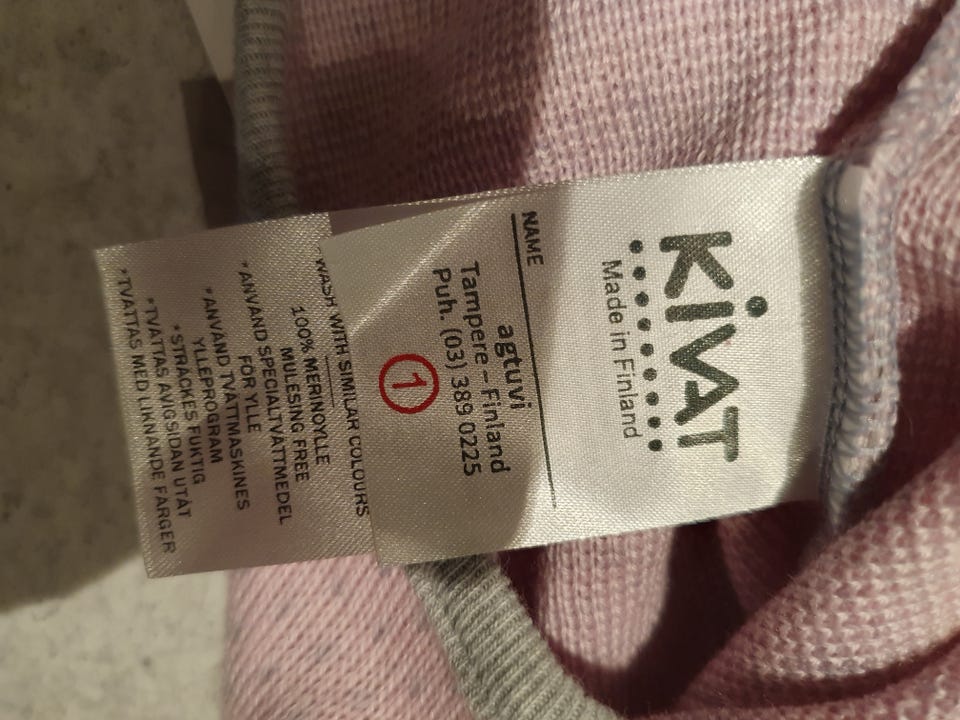 KiVAT
Made in Finland
NAME
agtuvi
Tampere – Finland
Puh. (03) 389 0225
1
WASH WITH SIMILAR COLOURS
100% MERINOYLLE
MULESING FREE
*ANVÄND SPECIALTVÄTTMEDEL
FÖR YLLE
*ANVÄND TVÄTTMASKINES
YLLEPROGRAM
*STRÄCKES FUKTIG
*TVÄTTAS AVIGSIDAN UTÅT
*TVÄTTAS MED LIKNANDE FÄRGER